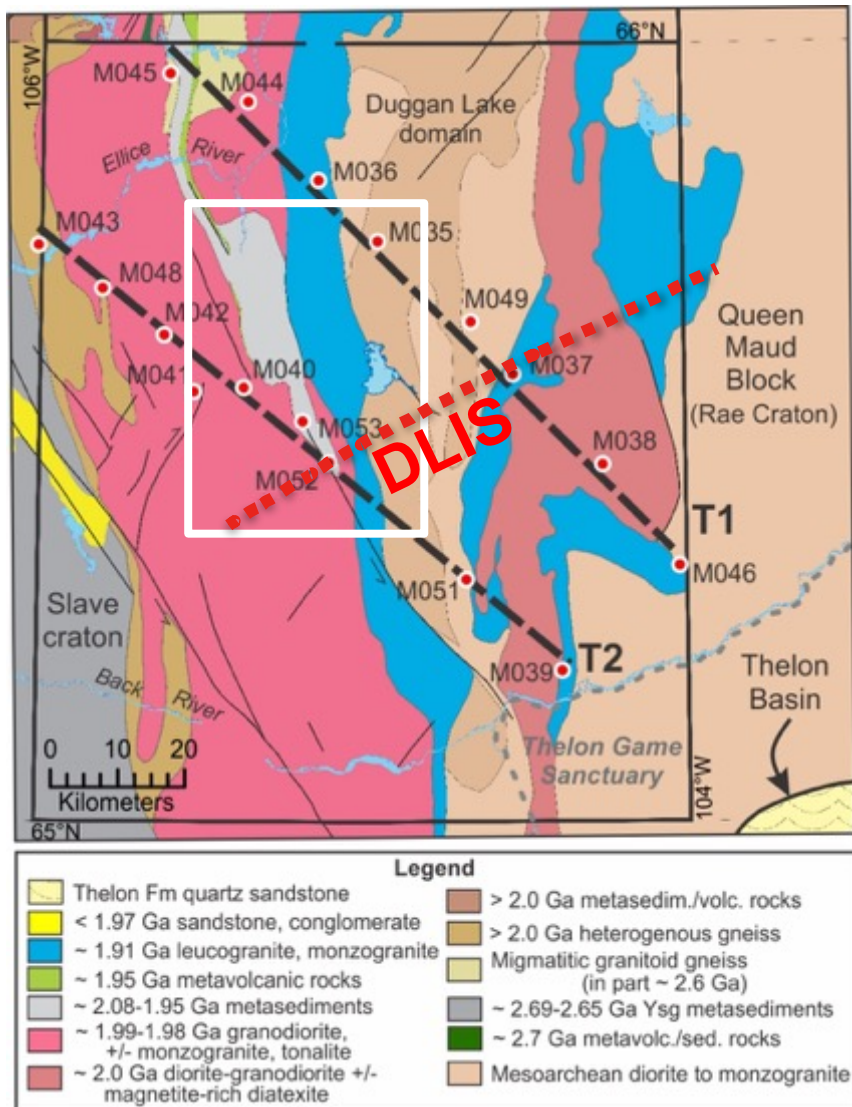 66°N
106°W
M045
M044
Duggan Lake
domain
Ellice River
M036
M043
M035
M048
M049
M042
Queen
Maud
Block
(Rae Craton)
M037
M040
M041
M053
DLIS
M038
M052
T1
M046
M051
Slave
craton
T2
M039
Thelon
Basin
Back River
0 10 20
Kilometers
Thelon Game
Sanctuary
104°W
65°N
Legend
Thelon Fm quartz sandstone
< 1.97 Ga sandstone, conglomerate
~ 1.91 Ga leucogranite, monzogranite
~ 1.95 Ga metavolcanic rocks
~ 2.08-1.95 Ga metasediments
~ 1.99-1.98 Ga granodiorite,
+/- monzogranite, tonalite
~ 2.0 Ga diorite-granodiorite +/-
magnetite-rich diatexite
> 2.0 Ga metasedim./volc. rocks
> 2.0 Ga heterogenous gneiss
Migmatitic granitoid gneiss
(in part ~ 2.6 Ga)
~ 2.69-2.65 Ga Ysg metasediments
~ 2.7 Ga metavolc./sed. rocks
Mesoarchean diorite to monzogranite